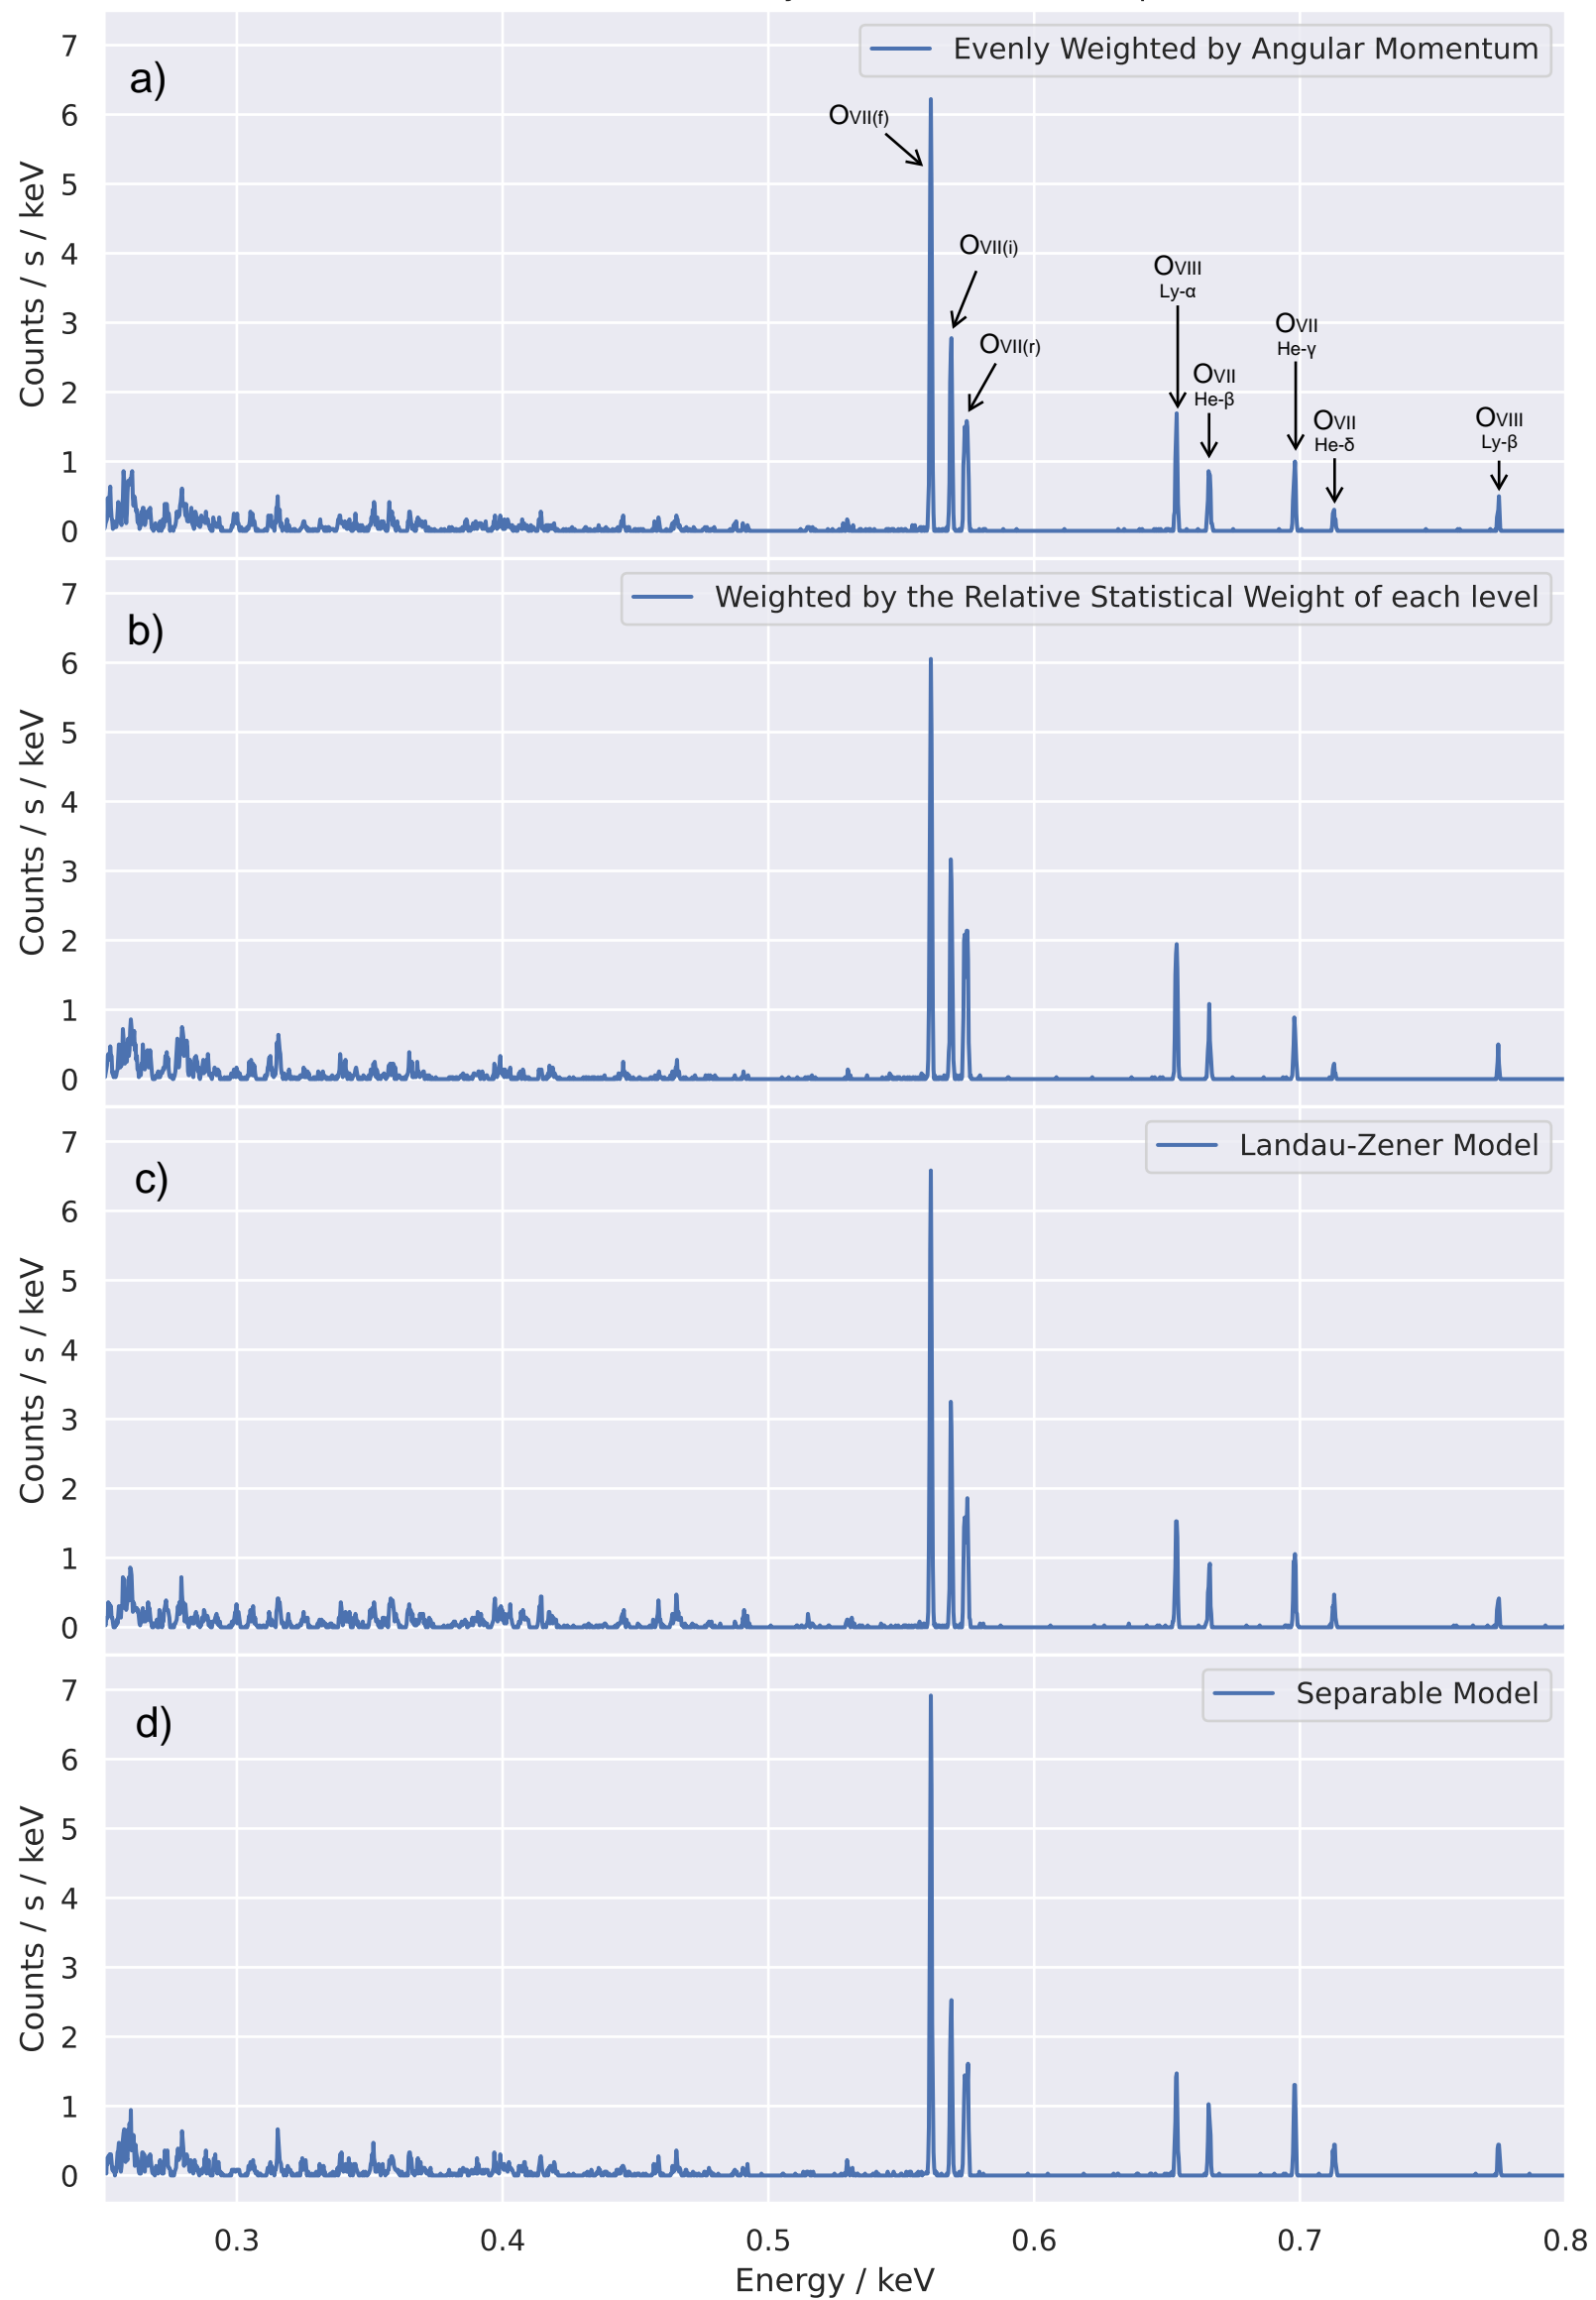 7
Evenly Weighted by Angular Momentum
a)
6
OVII(f)
5
Counts / s / keV
4
OVII(i)
OVIII
Ly-α
3
OVII
He-γ
OVII(r)
2
OVII
He-β
OVII
He-δ
OVIII
Ly-β
1
0
7
Weighted by the Relative Statistical Weight of each level
b)
6
5
Counts / s / keV
4
3
2
1
0
7
Landau-Zener Model
c)
6
5
Counts / s / keV
4
3
2
1
0
7
Separable Model
d)
6
5
Counts / s / keV
4
3
2
1
0
0.3 0.4 0.5 0.6 0.7 0.8
Energy / keV